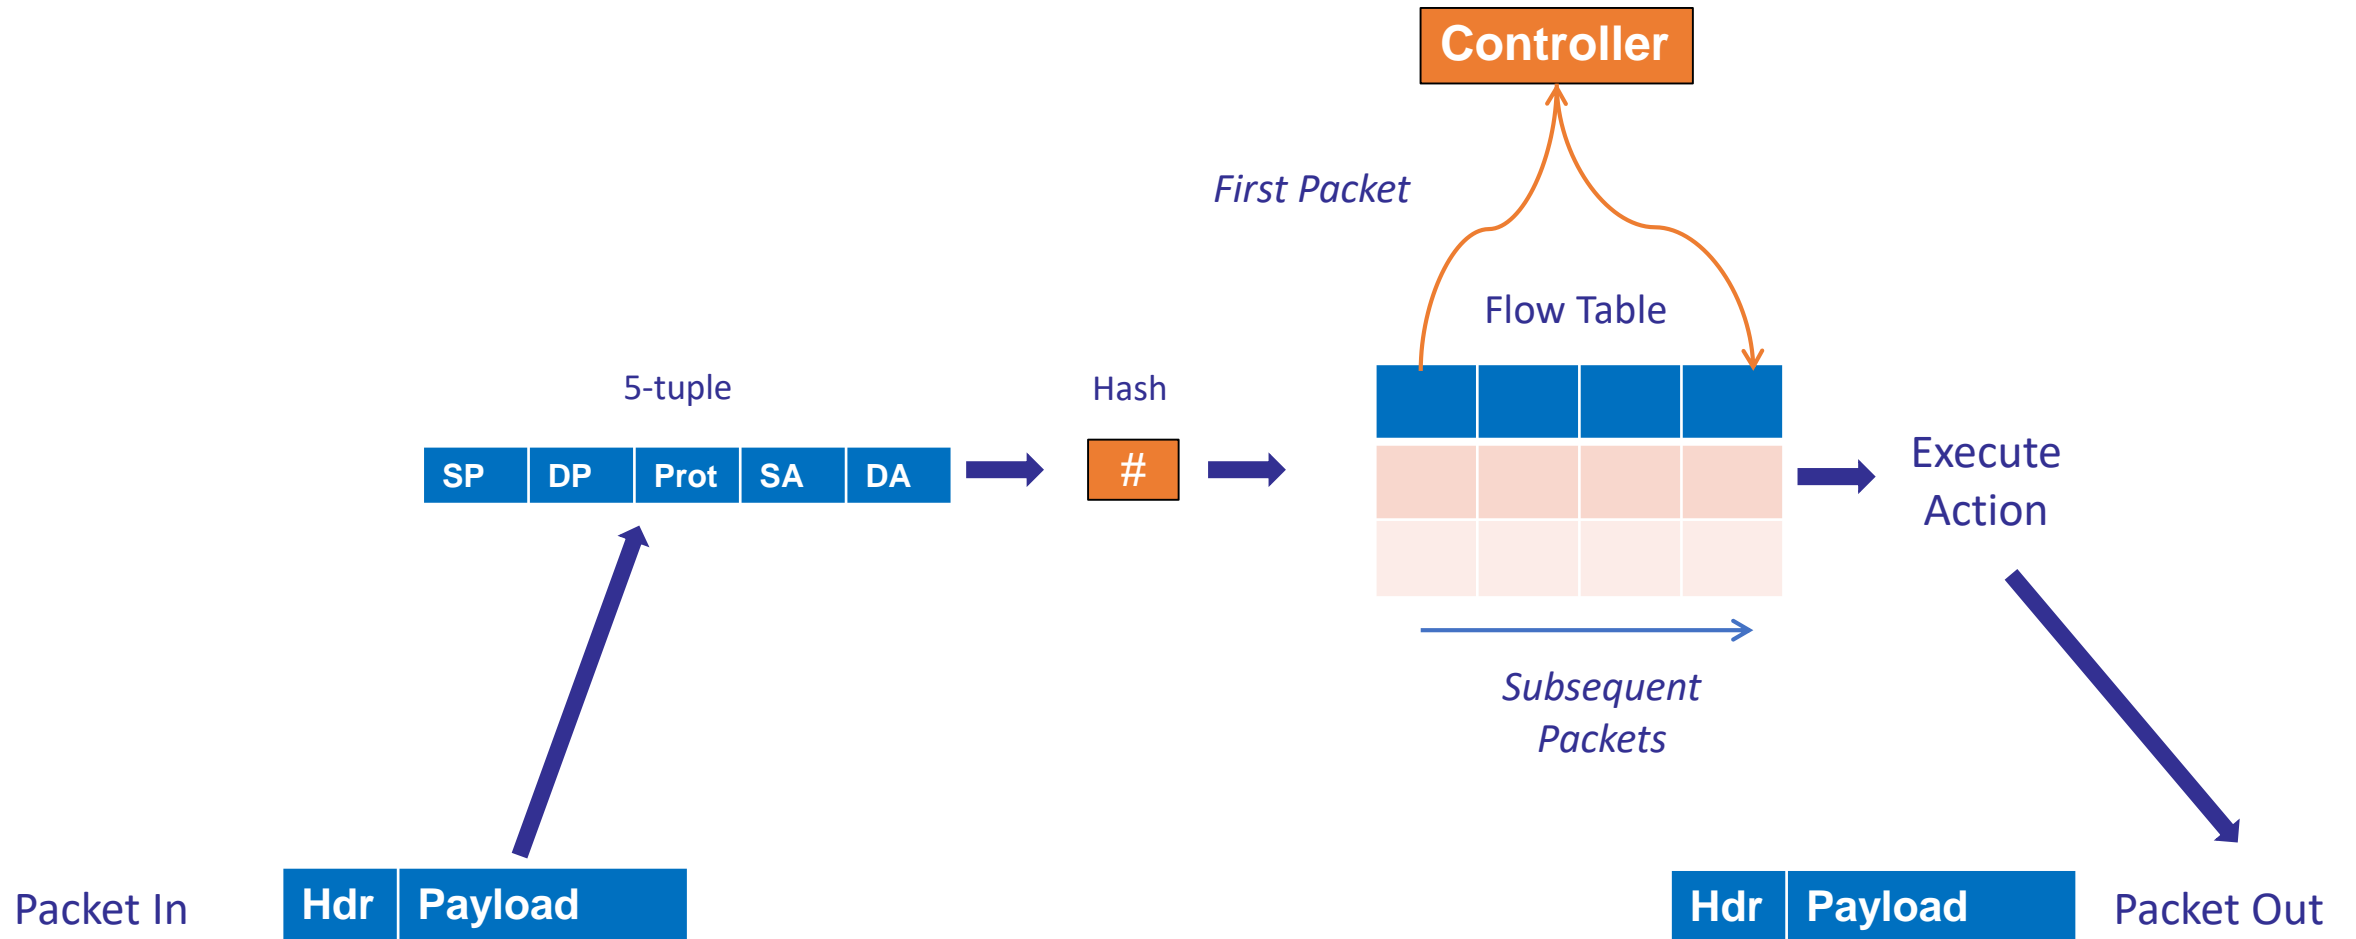 Controller
First Packet
Flow Table
5-tuple
Hash
SP DP Prot SA DA
#
Execute
Action
Subsequent
Packets
Packet In
Hdr Payload
Hdr Payload
Packet Out